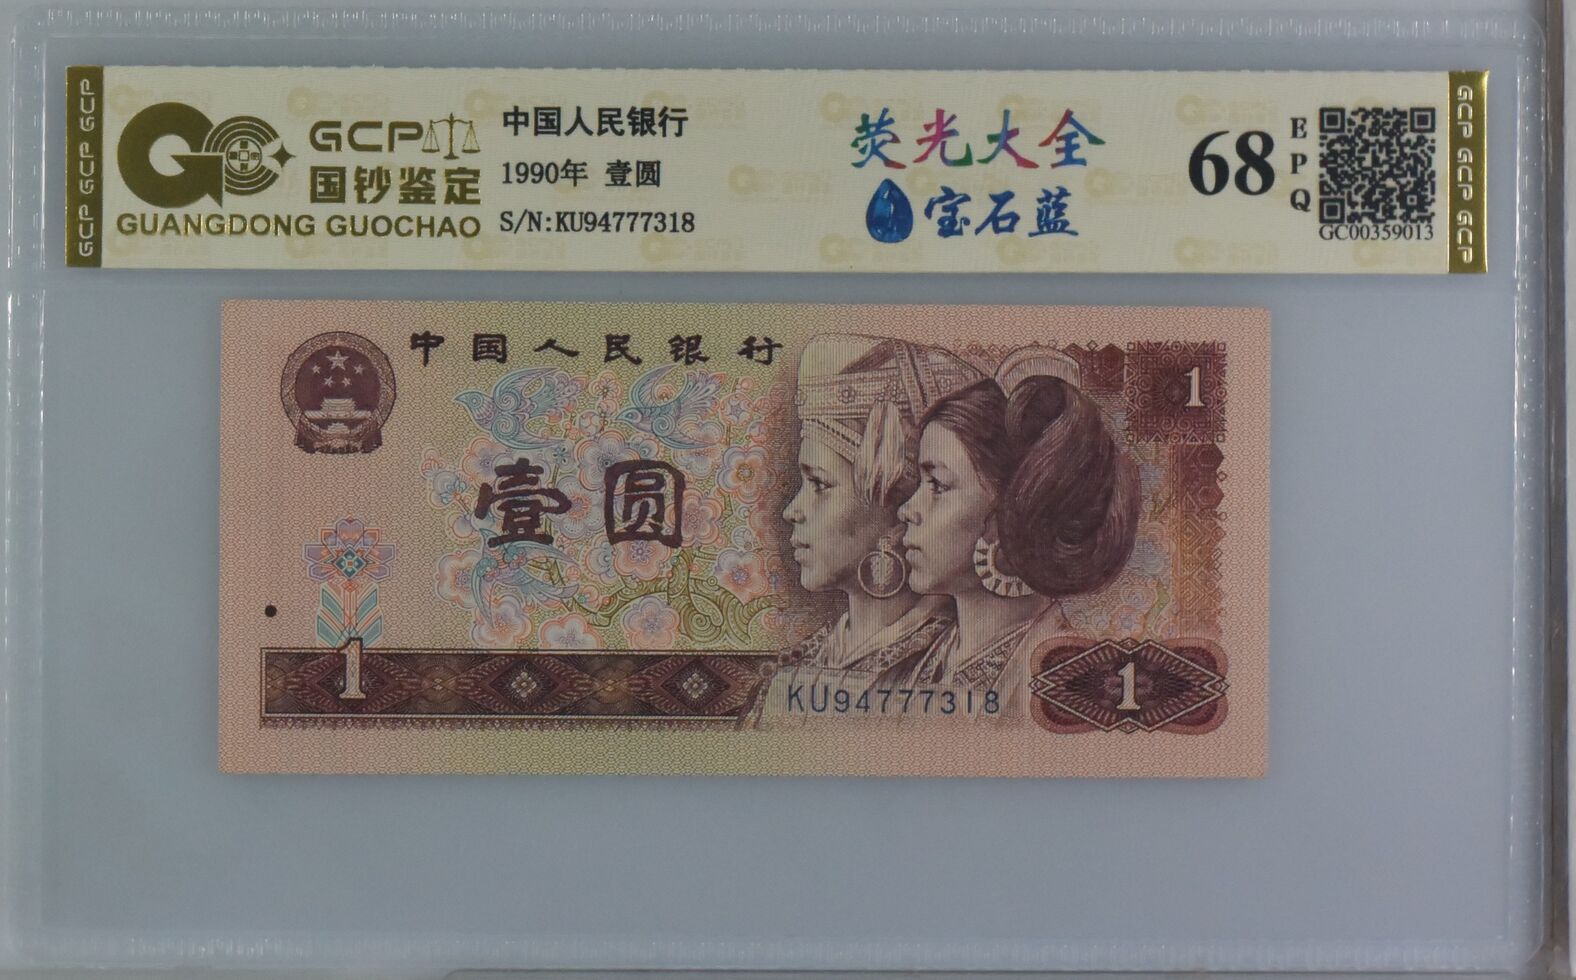 GCP GCP GCP
GCP
国钞鉴定
GUANGDONG GUOCHAO
中国人民银行
1990年 壹圆
S/N:KU94777318
荧光大全
宝石蓝
68
EPQ
GC00359013
GCP GCP GCP GCP
中国人民银行
1
壹圆
1
KU94777318
1